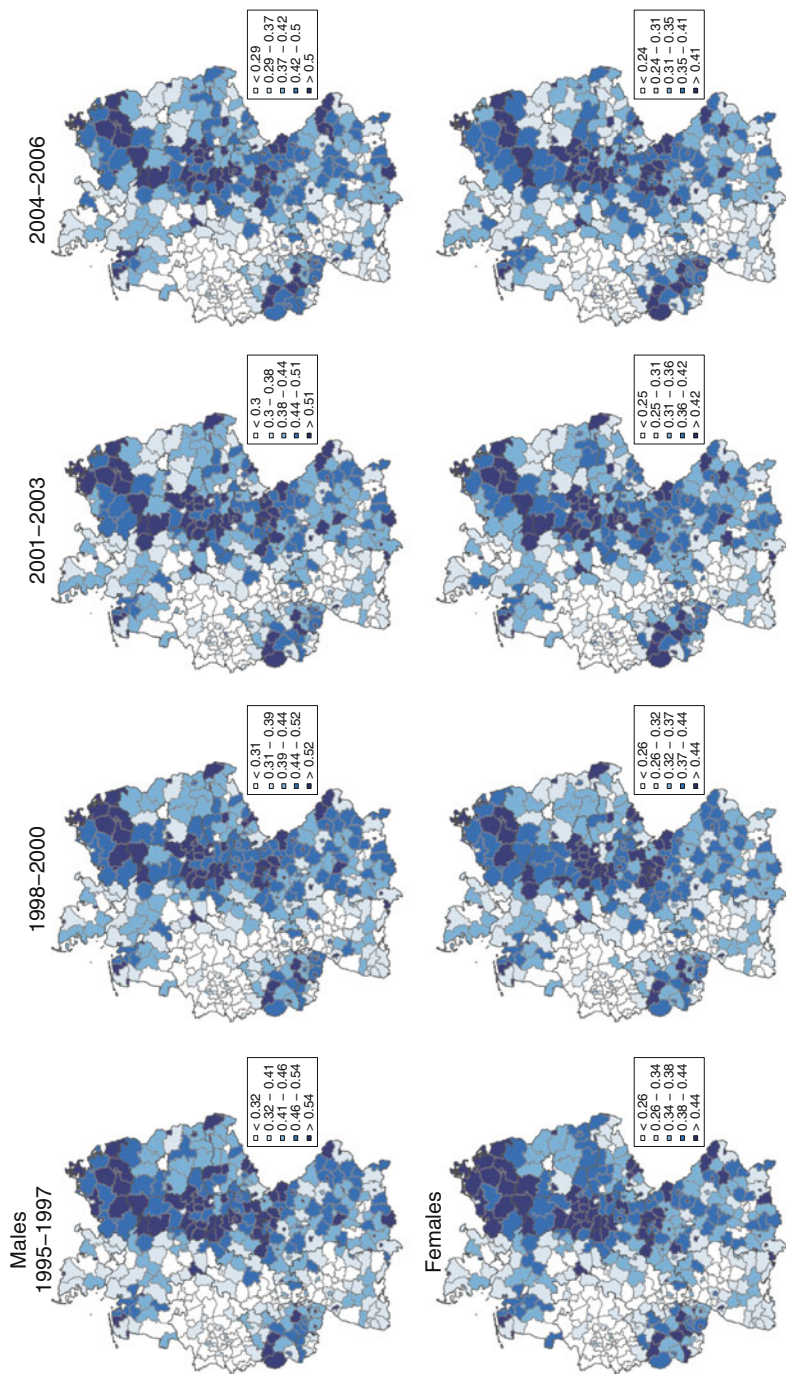 Males
1995–1997
1998–2000
2001–2003
2004–2006
< 0.32
0.32 – 0.41
0.41 – 0.46
0.46 – 0.54
> 0.54
< 0.31
0.31 – 0.39
0.39 – 0.44
0.44 – 0.52
> 0.52
< 0.3
0.3 – 0.38
0.38 – 0.44
0.44 – 0.51
> 0.51
< 0.29
0.29 – 0.37
0.37 – 0.42
0.42 – 0.5
> 0.5
Females
< 0.26
0.26 – 0.34
0.34 – 0.38
0.38 – 0.44
> 0.44
< 0.26
0.26 – 0.32
0.32 – 0.37
0.37 – 0.44
> 0.44
< 0.25
0.25 – 0.31
0.31 – 0.36
0.36 – 0.42
> 0.42
< 0.24
0.24 – 0.31
0.31 – 0.35
0.35 – 0.41
> 0.41